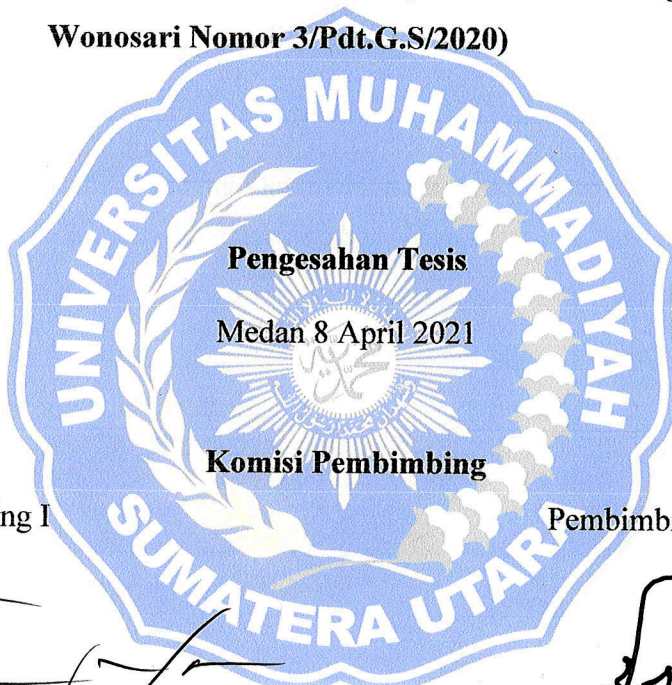 Wonosari Nomor 3/Pdt.G.S/2020)
UNIVERSITAS MUHAMMADIYAH
Pengesahan Tesis
Medan 8 April 2021
Komisi Pembimbing
ng I
Pembimb
SUMATERA UTARA